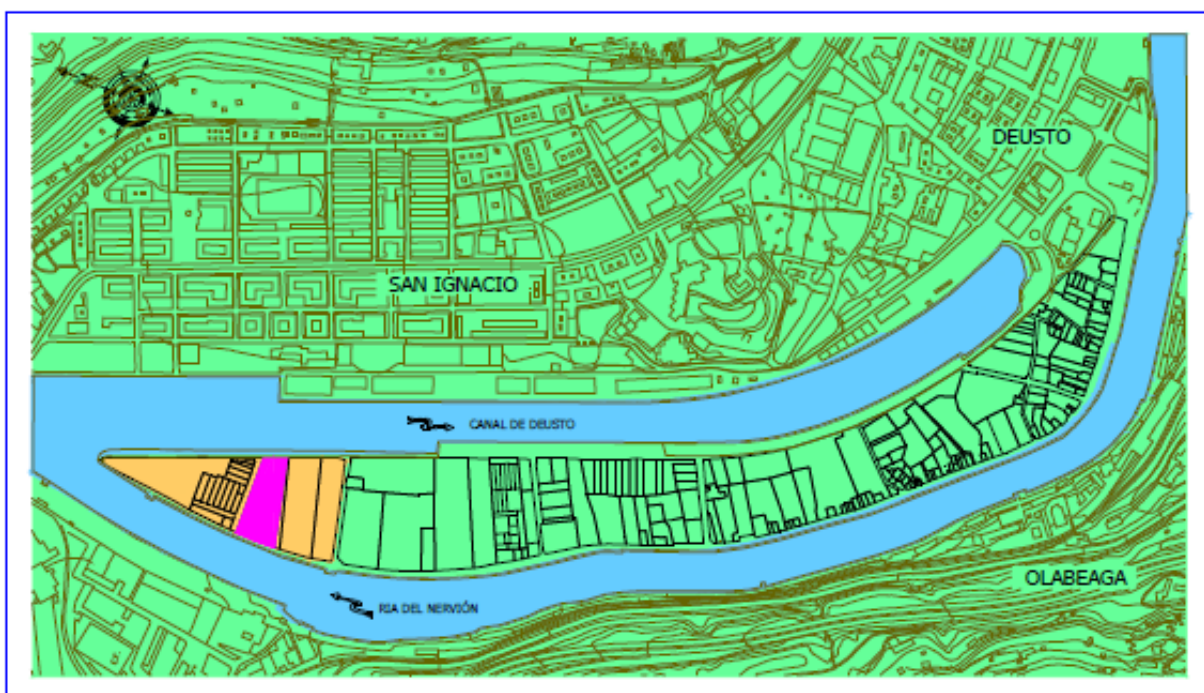 DEUSTO
SAN IGNACIO
CANAL DE DEUSTO
OLABEAGA
RIA DEL NERVIÓN